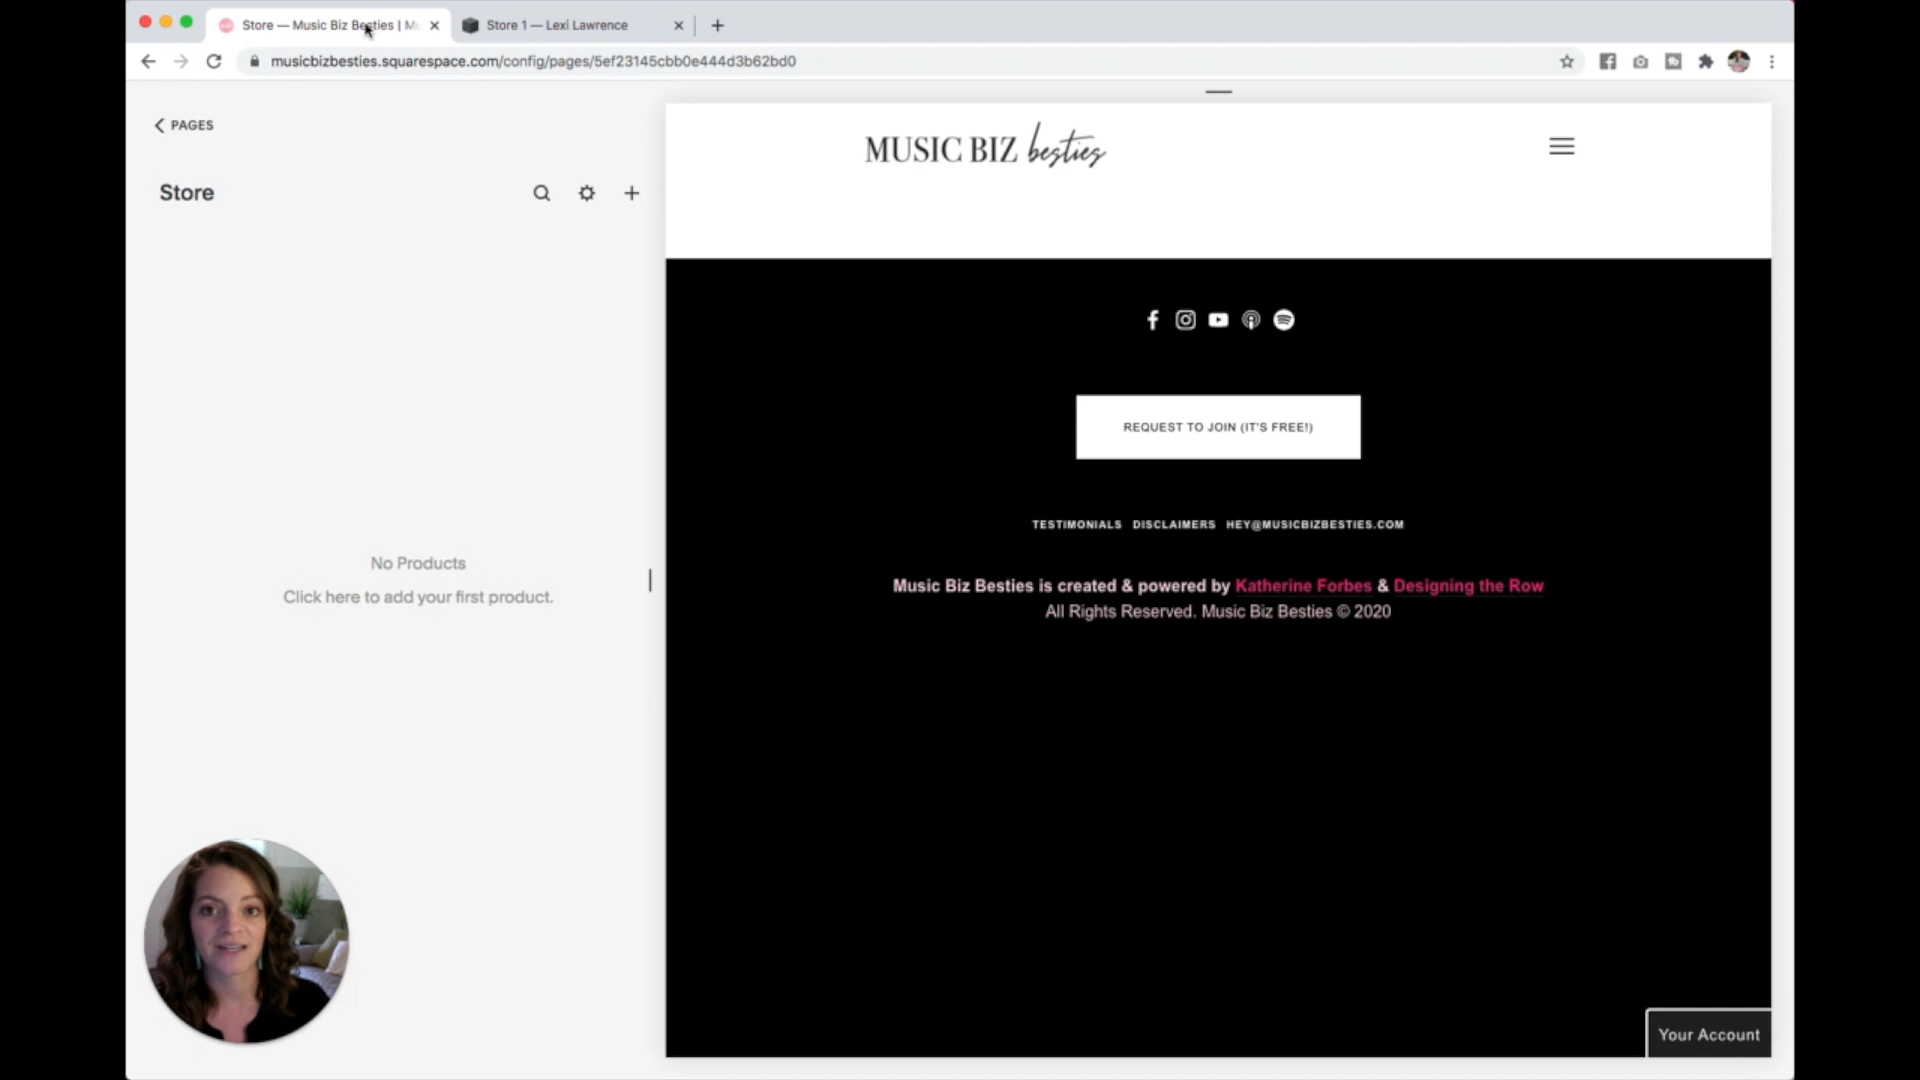 Store — Music Biz Besties | Mu
Store 1 — Lexi Lawrence
musicbizbesties.squarespace.com/config/pages/5ef23145cbb0e444d3b62bd0
PAGES
Store
No Products
Click here to add your first product.
MUSIC BIZ besties
REQUEST TO JOIN (IT'S FREE!)
TESTIMONIALS DISCLAIMERS HEY@MUSICBIZBESTIES.COM
Music Biz Besties is created & powered by Katherine Forbes & Designing the Row
All Rights Reserved. Music Biz Besties © 2020
Your Account